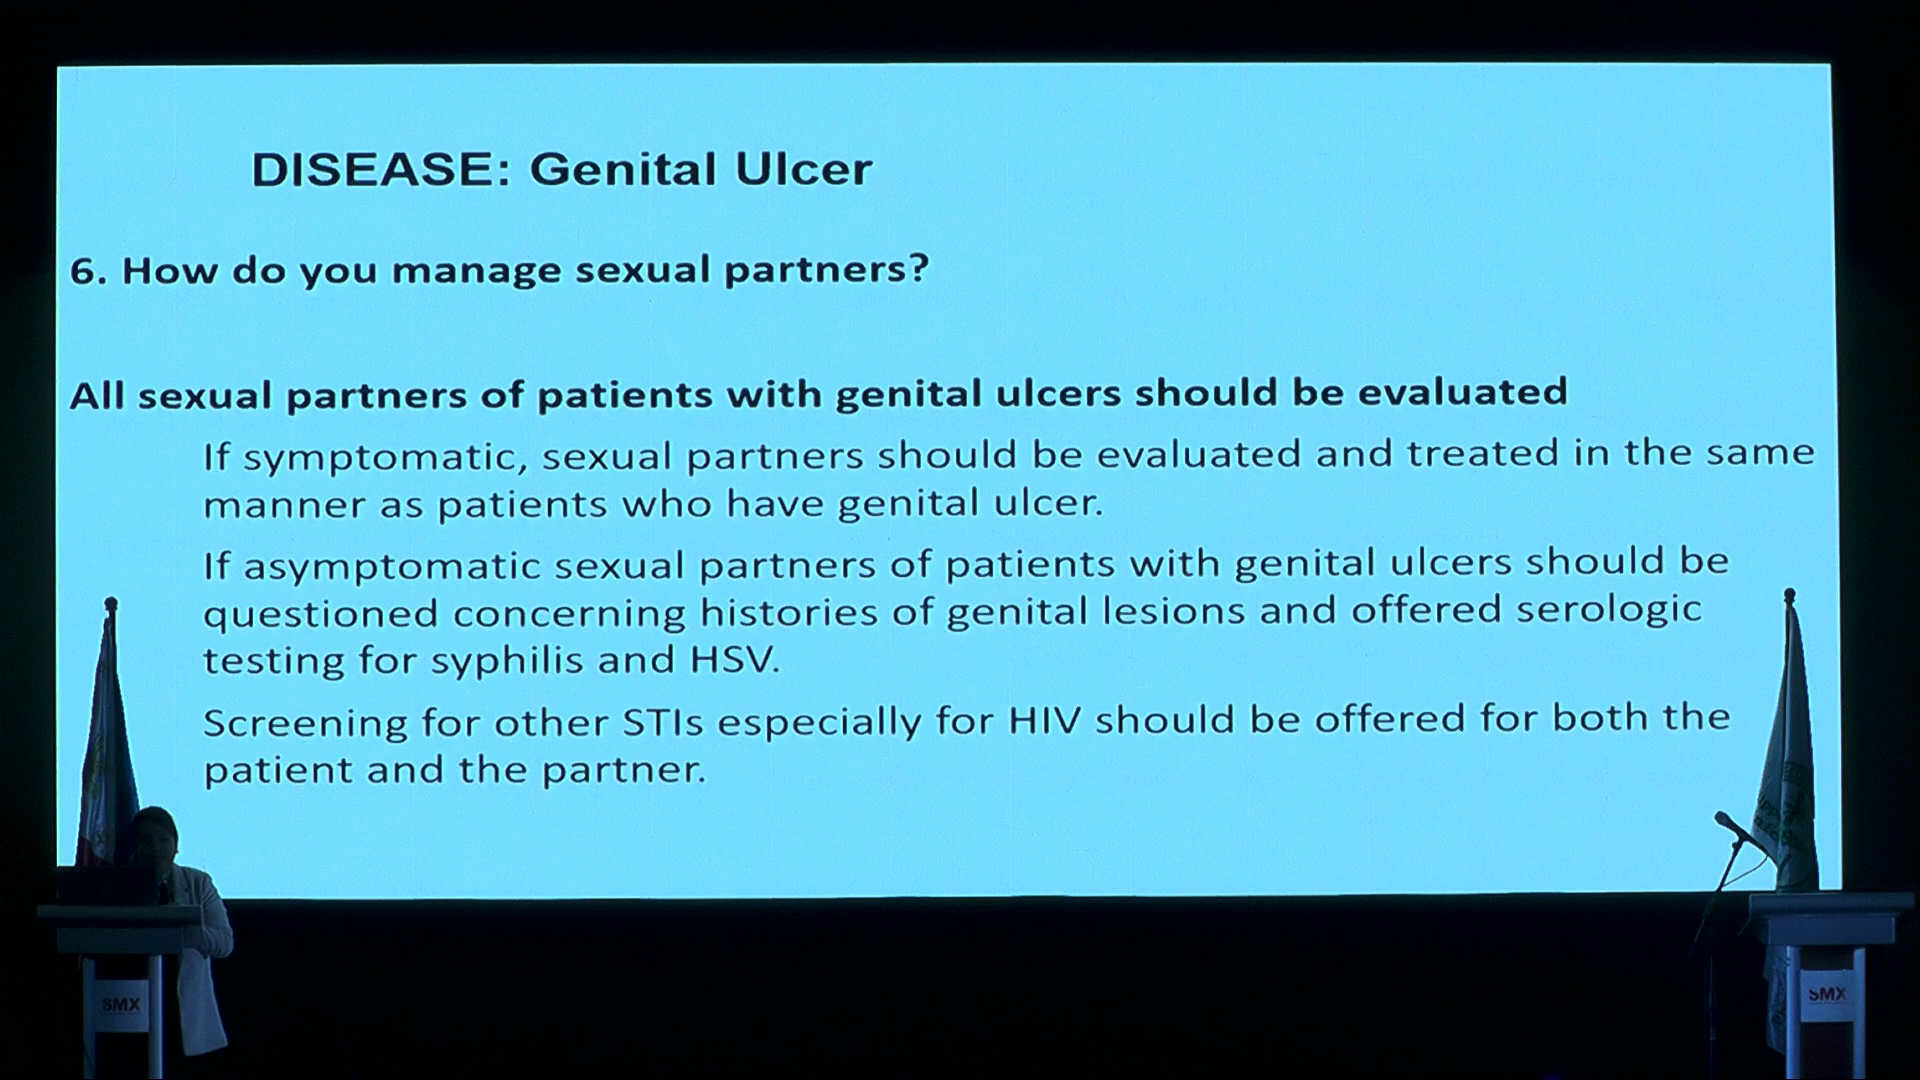 DISEASE: Genital Ulcer
6. How do you manage sexual partners?
All sexual partners of patients with genital ulcers should be evaluated
If symptomatic, sexual partners should be evaluated and treated in the same
manner as patients who have genital ulcer.
If asymptomatic sexual partners of patients with genital ulcers should be
questioned concerning histories of genital lesions and offered serologic
testing for syphilis and HSV.
Screening for other STIs especially for HIV should be offered for both the
patient and the partner.
SMX
SMX